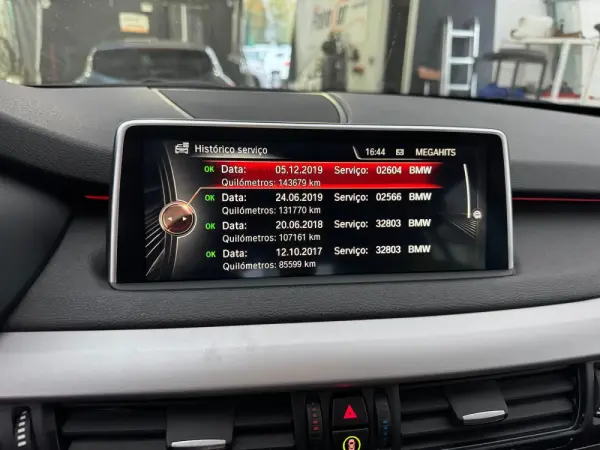 Histórico serviço 16:44 MEGAHITS
OK Data: 05.12.2019 Serviço: 02604 BMW
Quilómetros: 143679 km
OK Data: 24.06.2019 Serviço: 02566 BMW
Quilómetros: 131770 km
OK Data: 20.06.2018 Serviço: 32803 BMW
Quilómetros: 107161 km
OK Data: 12.10.2017 Serviço: 32803 BMW
Quilómetros: 85599 km